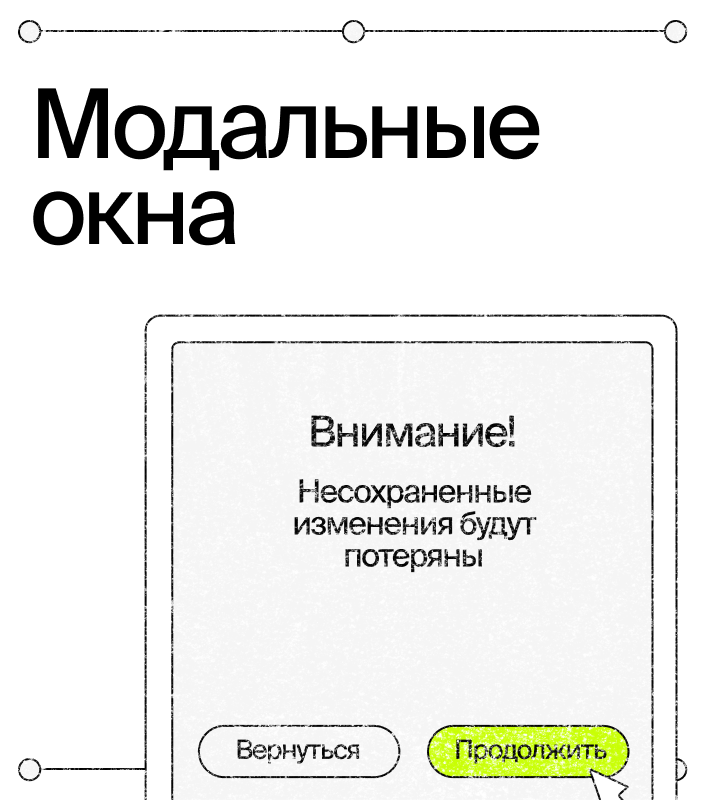 Модальные
окна
Внимание!
Несохраненные
изменения будут
потеряны
Вернуться
Продолжить